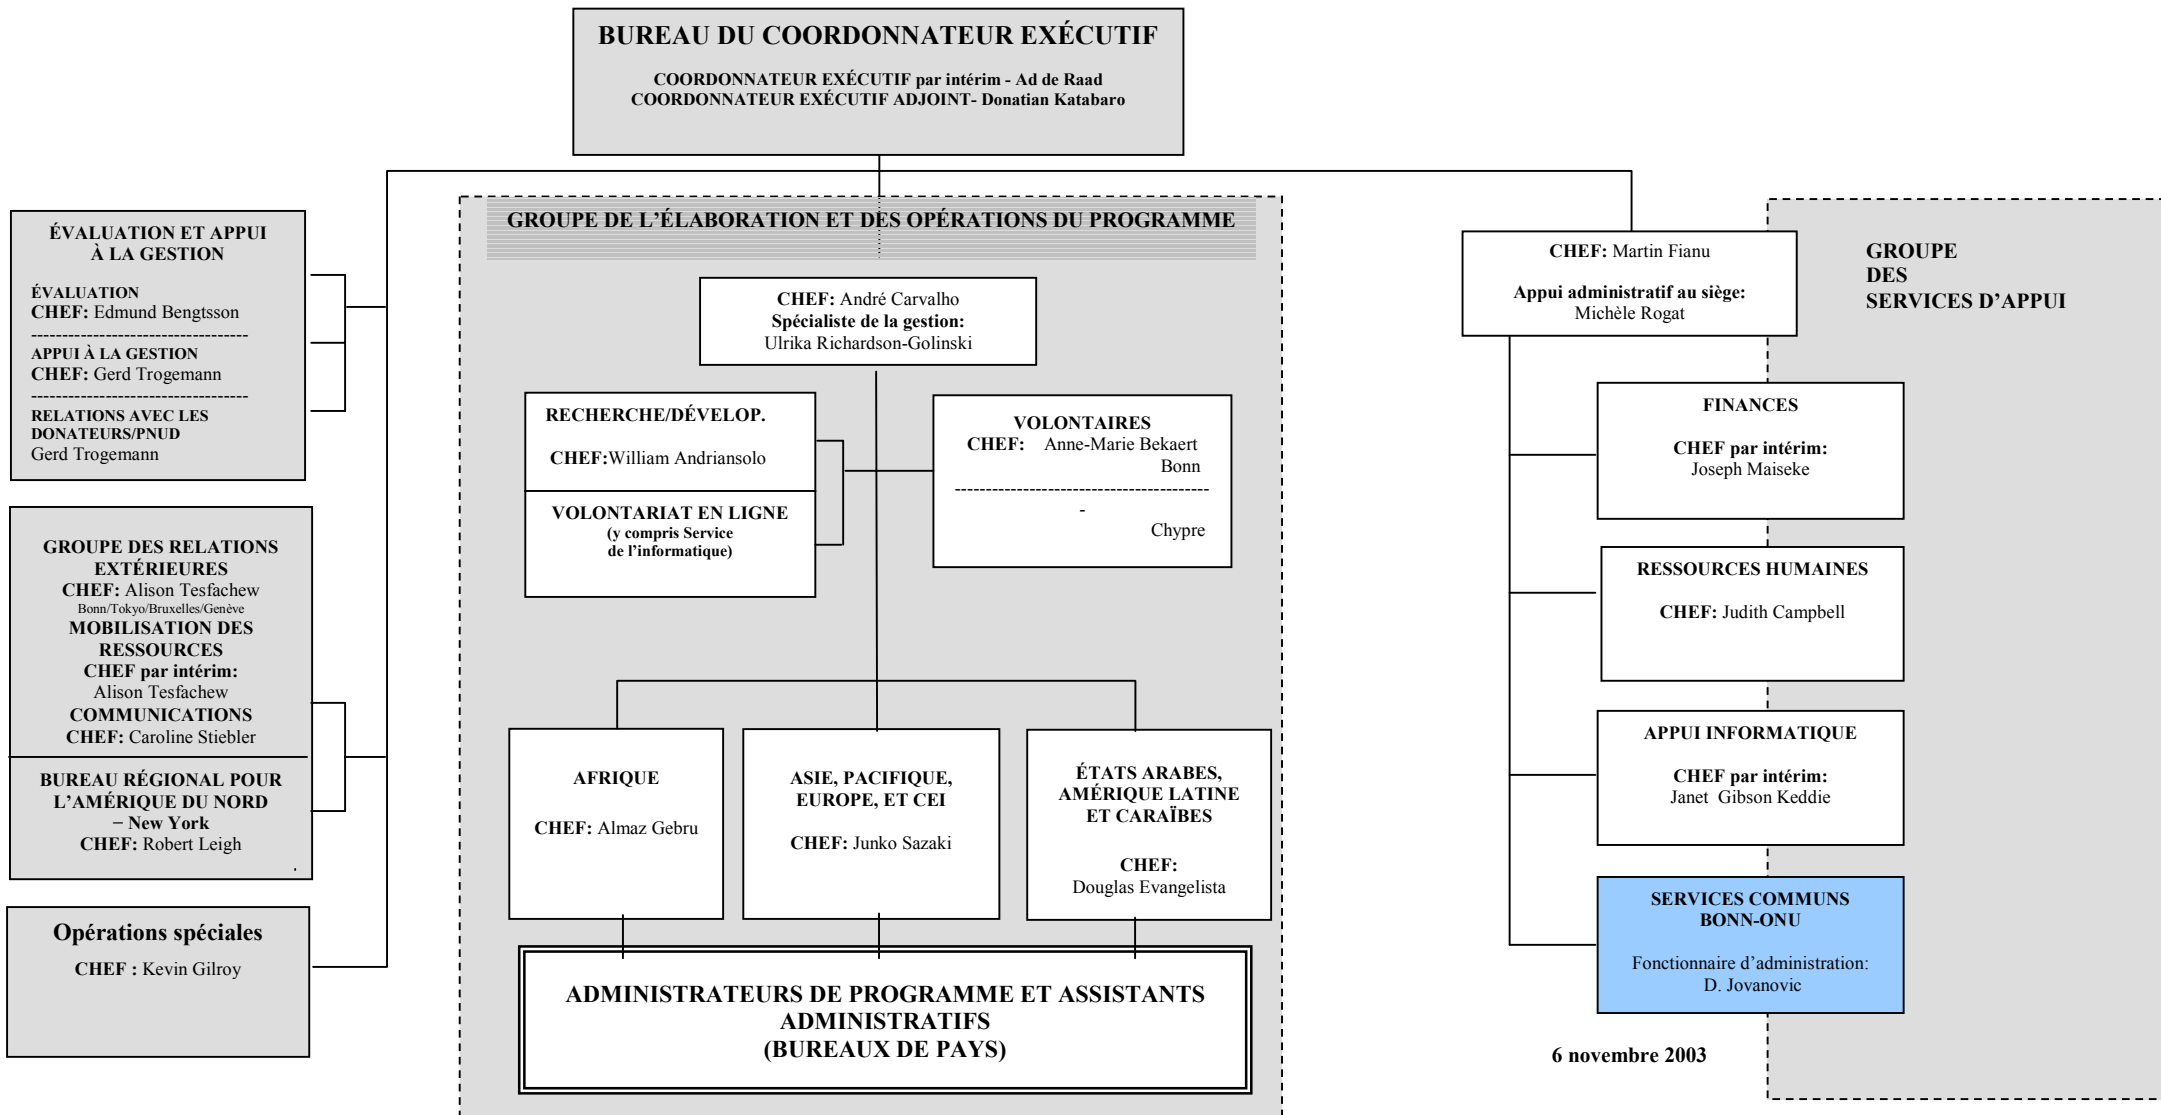 BUREAU DU COORDONNATEUR EXÉCUTIF
COORDONNATEUR EXÉCUTIF par intérim - Ad de Raad
COORDONNATEUR EXÉCUTIF ADJOINT- Donatian Katabaro
ÉVALUATION ET APPUI
À LA GESTION
ÉVALUATION
CHEF: Edmund Bengtsson
-----------------------------------
APPUI À LA GESTION
CHEF: Gerd Trogemann
-----------------------------------
RELATIONS AVEC LES
DONATEURS/PNUD
Gerd Trogemann
GROUPE DES RELATIONS
EXTÉRIEURES
CHEF: Alison Tesfachew
Bonn/Tokyo/Bruxelles/Genève
MOBILISATION DES
RESSOURCES
CHEF par intérim:
Alison Tesfachew
COMMUNICATIONS
CHEF: Caroline Stiebler
BUREAU RÉGIONAL POUR
L’AMÉRIQUE DU NORD
– New York
CHEF: Robert Leigh
.
Opérations spéciales
CHEF : Kevin Gilroy
GROUPE DE L’ÉLABORATION ET DES OPÉRATIONS DU PROGRAMME
CHEF: André Carvalho
Spécialiste de la gestion:
Ulrika Richardson-Golinski
RECHERCHE/DÉVELOP.
CHEF:William Andriansolo
VOLONTARIAT EN LIGNE
(y compris Service
de l’informatique)
VOLONTAIRES
CHEF: Anne-Marie Bekaert
Bonn
-----------------------------------------
-
Chypre
AFRIQUE
CHEF: Almaz Gebru
ASIE, PACIFIQUE,
EUROPE, ET CEI
CHEF: Junko Sazaki
ÉTATS ARABES,
AMÉRIQUE LATINE
ET CARAÏBES
CHEF:
Douglas Evangelista
ADMINISTRATEURS DE PROGRAMME ET ASSISTANTS
ADMINISTRATIFS
(BUREAUX DE PAYS)
CHEF: Martin Fianu
Appui administratif au siège:
Michèle Rogat
GROUPE
DES
SERVICES D’APPUI
FINANCES
CHEF par intérim:
Joseph Maiseke
RESSOURCES HUMAINES
CHEF: Judith Campbell
APPUI INFORMATIQUE
CHEF par intérim:
Janet Gibson Keddie
SERVICES COMMUNS
BONN-ONU
Fonctionnaire d’administration:
D. Jovanovic
6 novembre 2003